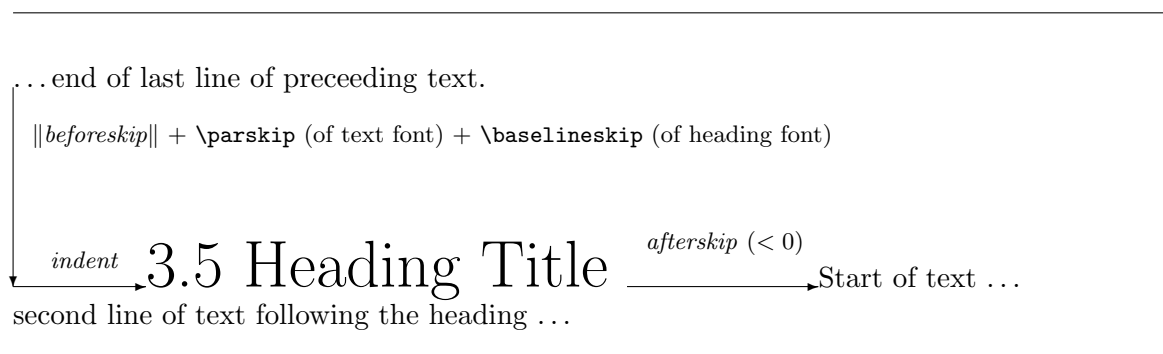 ...end of last line of preceeding text.
‖beforeskip‖ + \parskip (of text font) + \baselineskip (of heading font)
indent 3.5 Heading Title afterskip (< 0) Start of text ...
second line of text following the heading ...